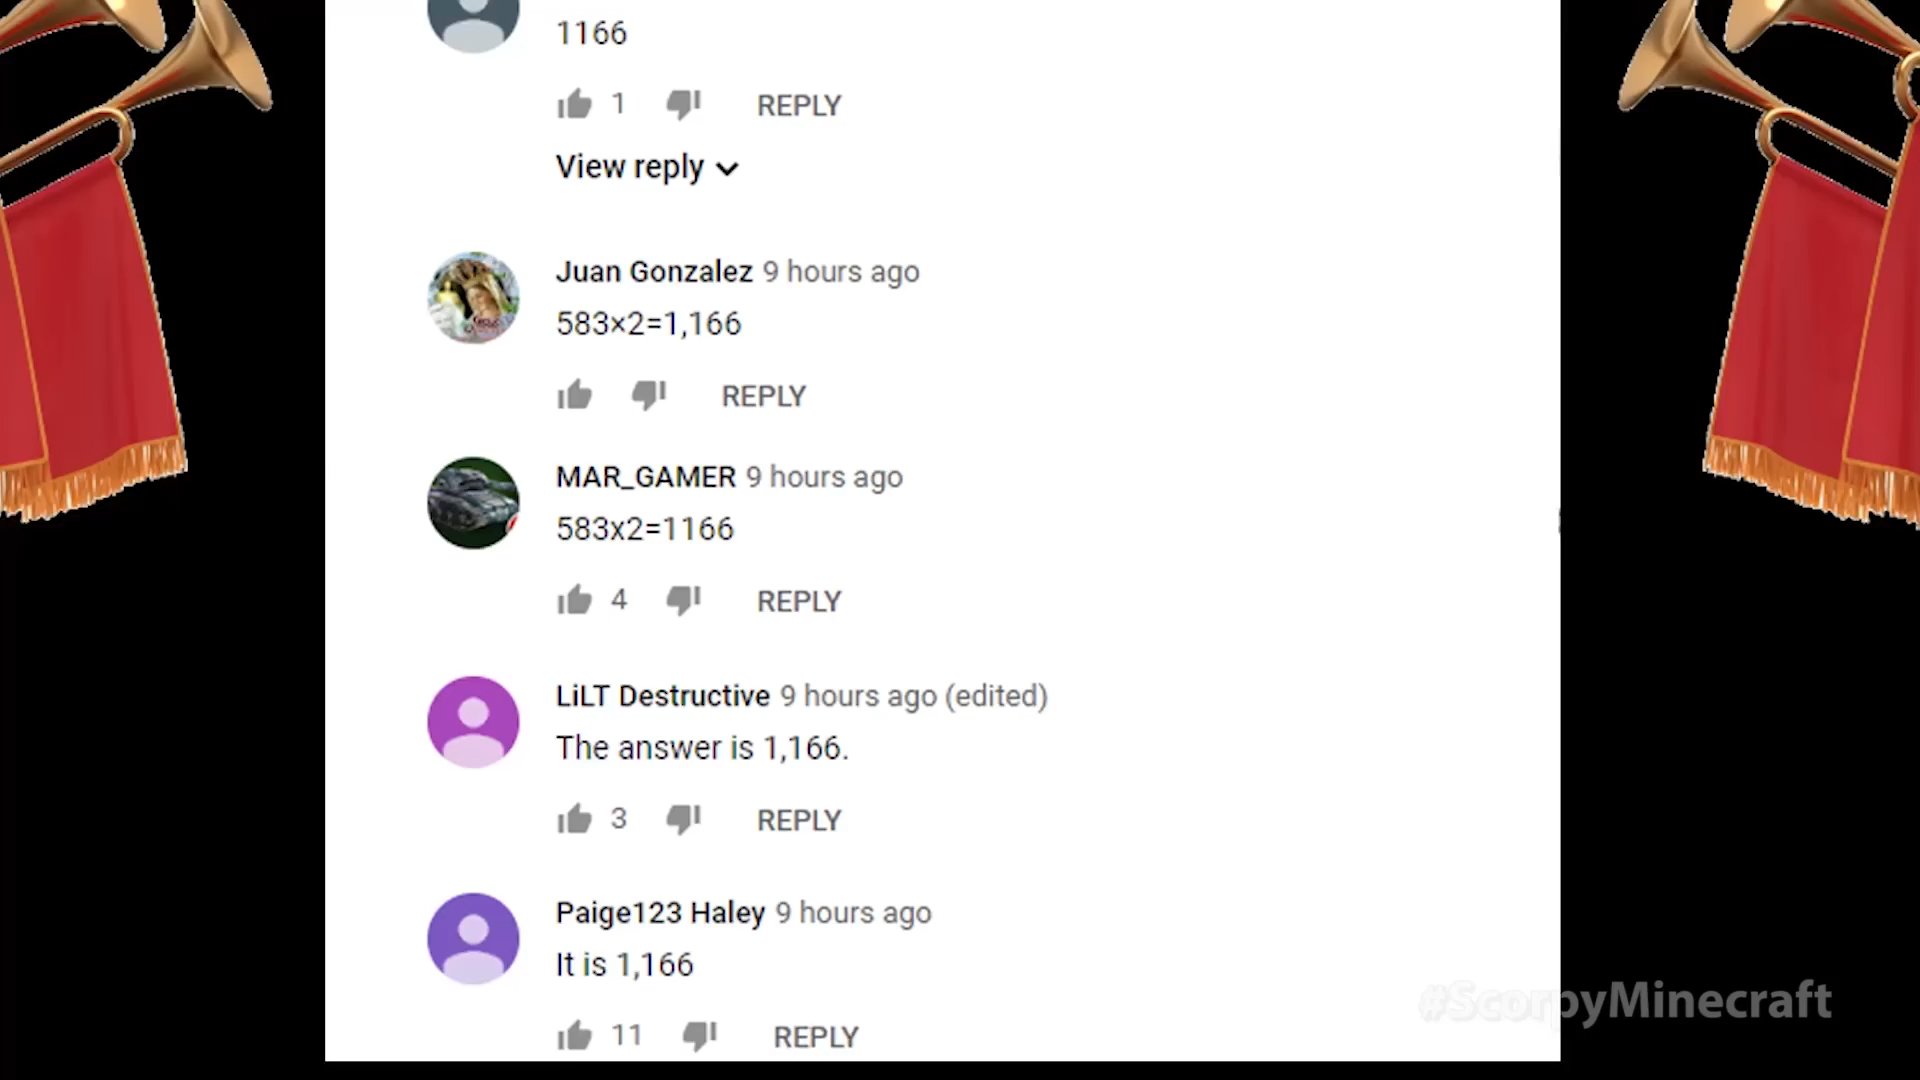 1166
1 REPLY
View reply
Juan Gonzalez 9 hours ago
583×2=1,166
REPLY
MAR_GAMER 9 hours ago
583x2=1166
4 REPLY
LiLT Destructive 9 hours ago (edited)
The answer is 1,166.
3 REPLY
Paige123 Haley 9 hours ago
It is 1,166
#ScorpyMinecraft
11 REPLY